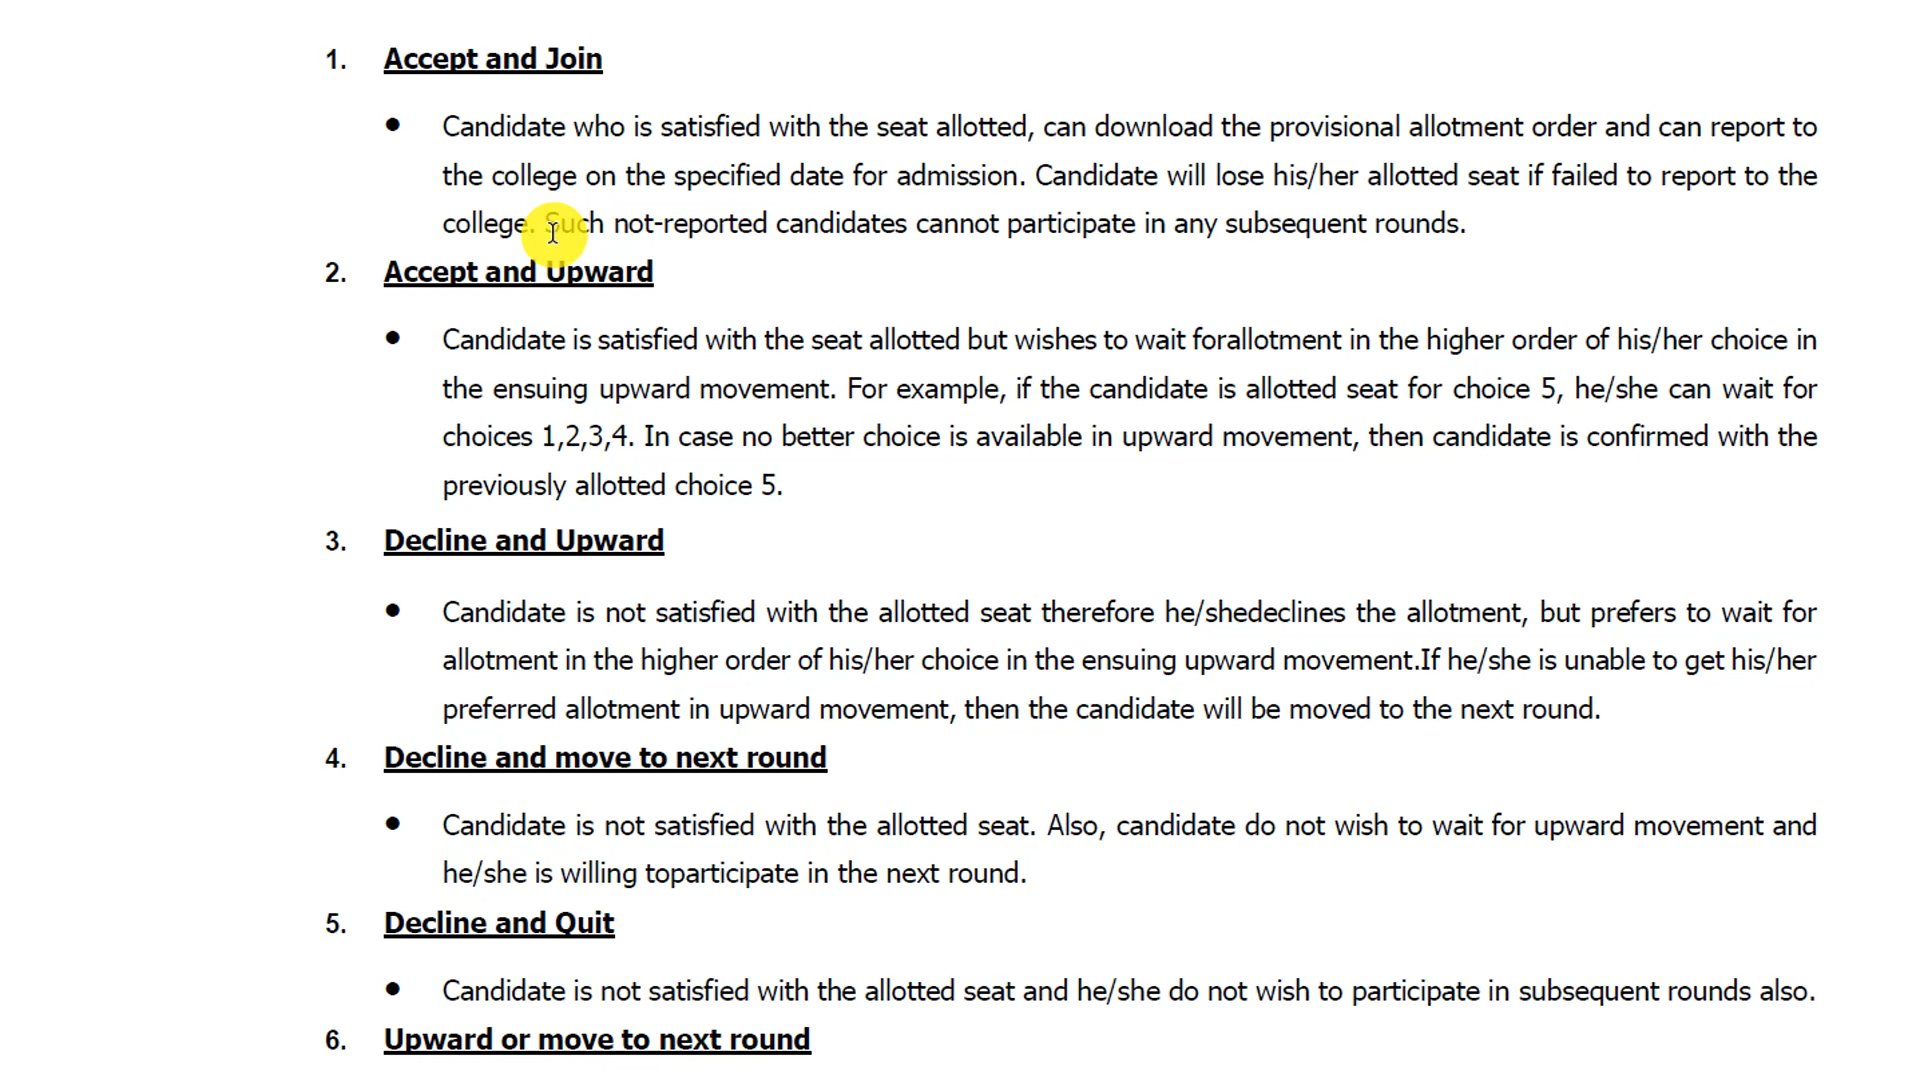 1. Accept and Join
● Candidate who is satisfied with the seat allotted, can download the provisional allotment order and can report to
the college on the specified date for admission. Candidate will lose his/her allotted seat if failed to report to the
college. Such not-reported candidates cannot participate in any subsequent rounds.
2. Accept and Upward
● Candidate is satisfied with the seat allotted but wishes to wait forallotment in the higher order of his/her choice in
the ensuing upward movement. For example, if the candidate is allotted seat for choice 5, he/she can wait for
choices 1,2,3,4. In case no better choice is available in upward movement, then candidate is confirmed with the
previously allotted choice 5.
3. Decline and Upward
● Candidate is not satisfied with the allotted seat therefore he/shedeclines the allotment, but prefers to wait for
allotment in the higher order of his/her choice in the ensuing upward movement.If he/she is unable to get his/her
preferred allotment in upward movement, then the candidate will be moved to the next round.
4. Decline and move to next round
● Candidate is not satisfied with the allotted seat. Also, candidate do not wish to wait for upward movement and
he/she is willing toparticipate in the next round.
5. Decline and Quit
● Candidate is not satisfied with the allotted seat and he/she do not wish to participate in subsequent rounds also.
6. Upward or move to next round